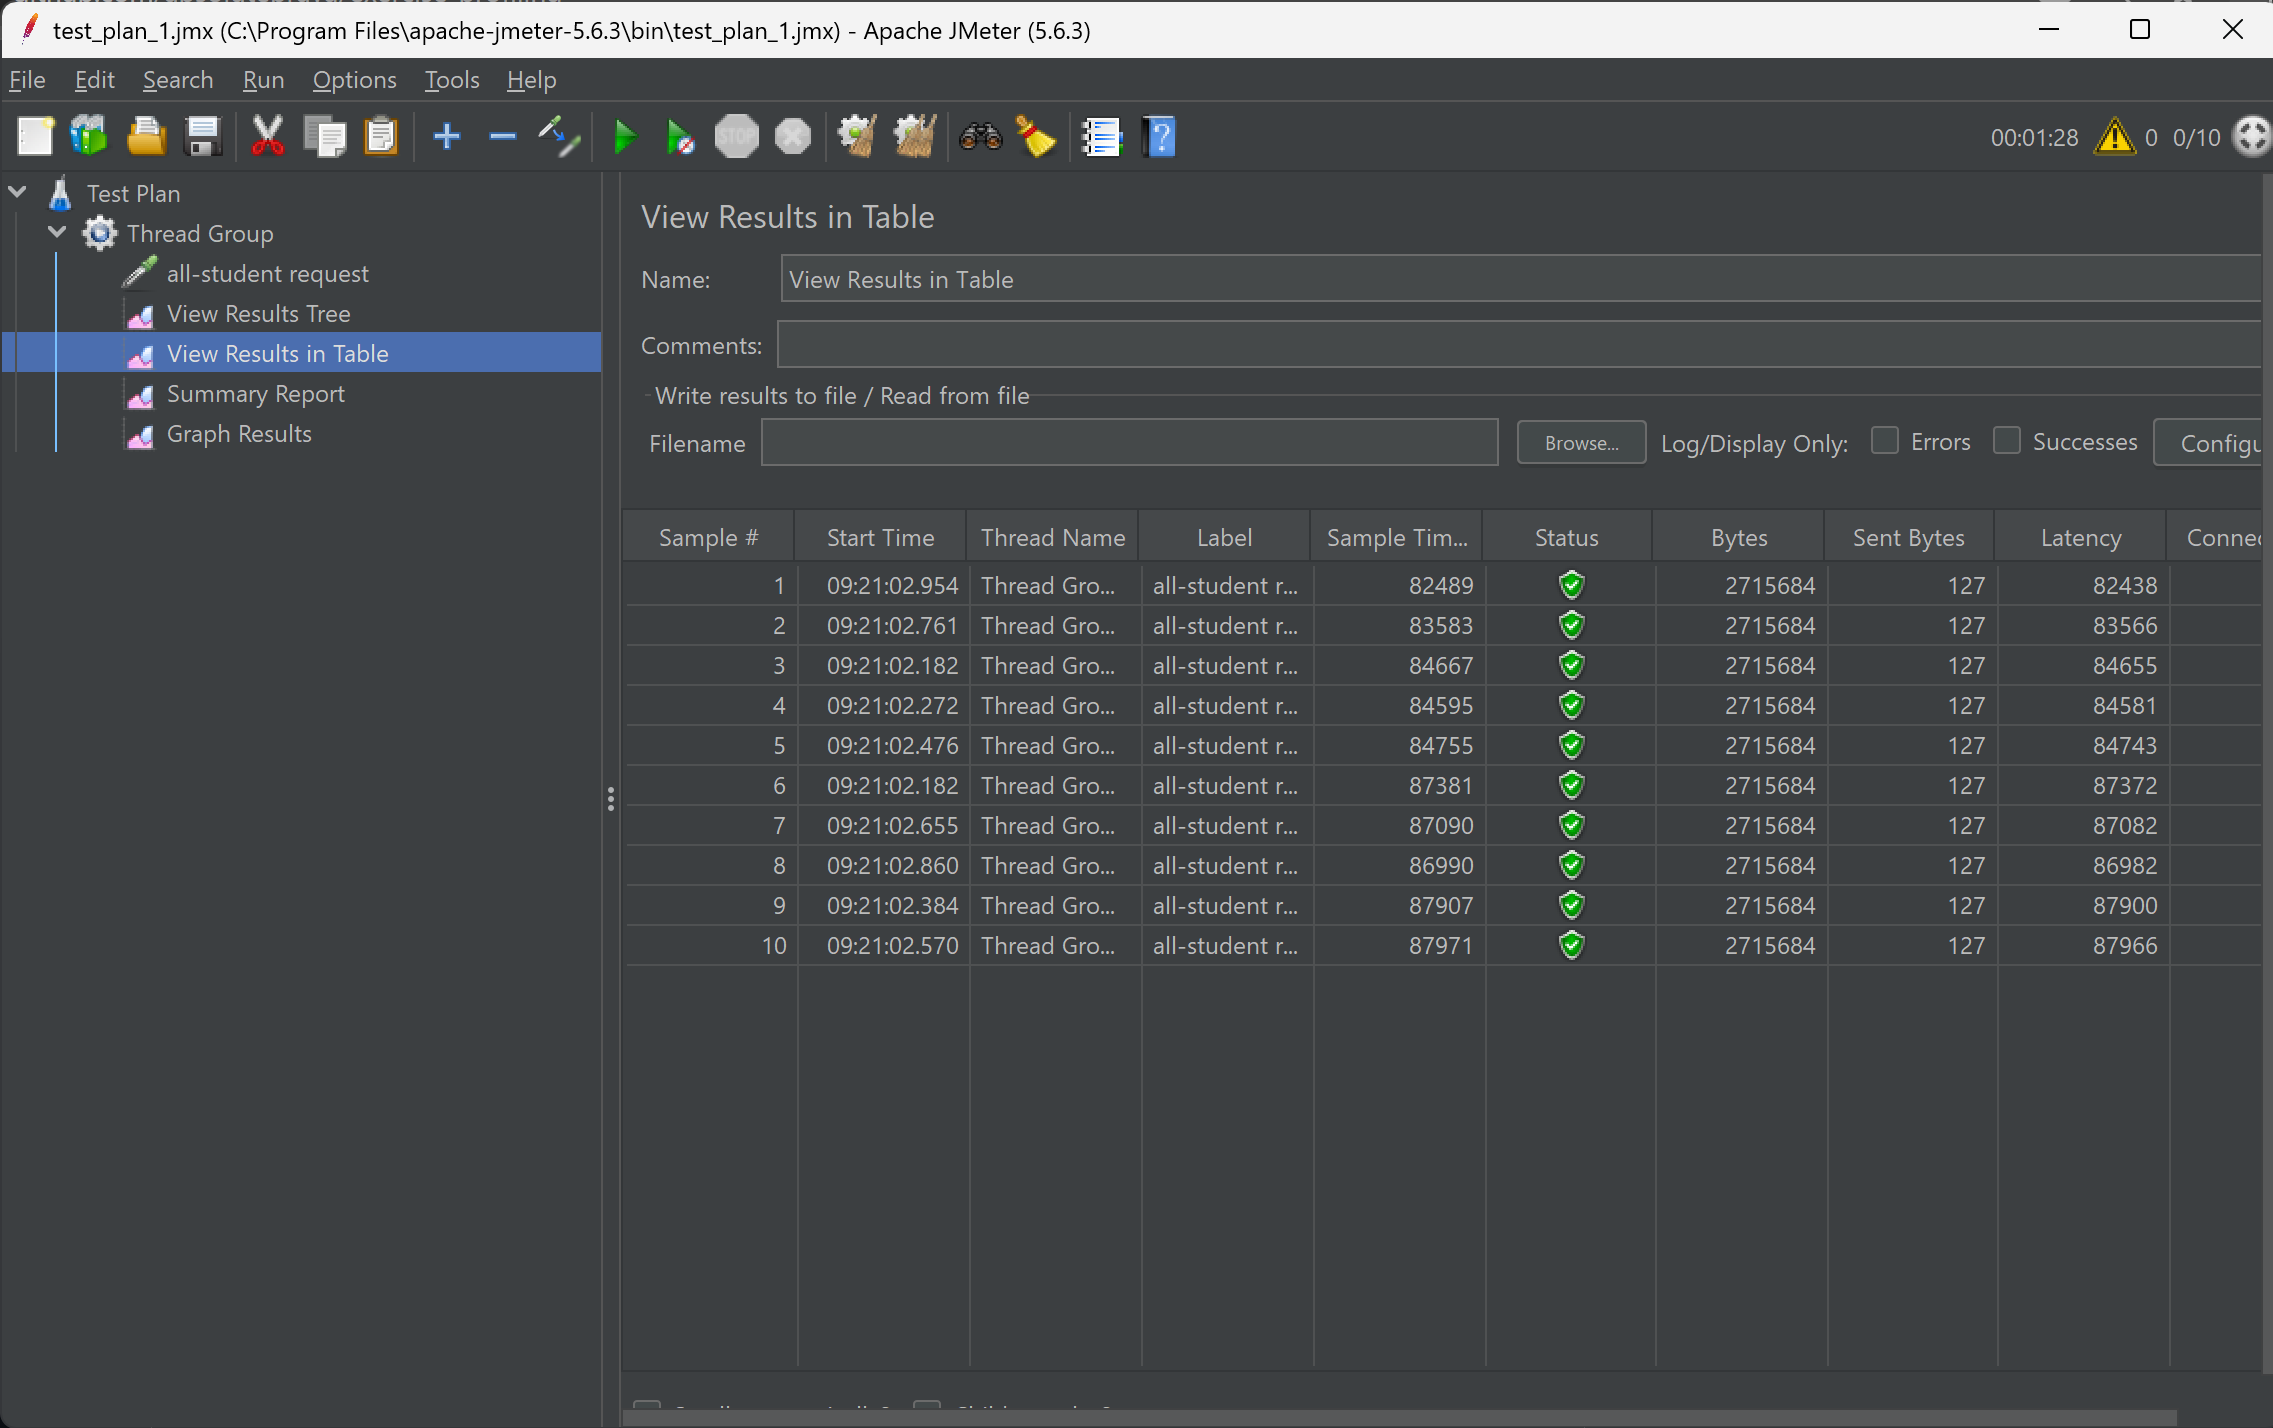 test_plan_1.jmx (C:\Program Files\apache-jmeter-5.6.3\bin\test_plan_1.jmx) - Apache JMeter (5.6.3)
File Edit Search Run Options Tools Help
STOP
00:01:28 0 0/10
Test Plan
Thread Group
all-student request
View Results Tree
View Results in Table
Summary Report
Graph Results
View Results in Table
Name: View Results in Table
Comments:
Write results to file / Read from file
Filename Browse... Log/Display Only: Errors Successes Configu
Sample # Start Time Thread Name Label Sample Tim... Status Bytes Sent Bytes Latency Connec
1 09:21:02.954 Thread Gro... all-student r... 82489 2715684 127 82438
2 09:21:02.761 Thread Gro... all-student r... 83583 2715684 127 83566
3 09:21:02.182 Thread Gro... all-student r... 84667 2715684 127 84655
4 09:21:02.272 Thread Gro... all-student r... 84595 2715684 127 84581
5 09:21:02.476 Thread Gro... all-student r... 84755 2715684 127 84743
6 09:21:02.182 Thread Gro... all-student r... 87381 2715684 127 87372
7 09:21:02.655 Thread Gro... all-student r... 87090 2715684 127 87082
8 09:21:02.860 Thread Gro... all-student r... 86990 2715684 127 86982
9 09:21:02.384 Thread Gro... all-student r... 87907 2715684 127 87900
10 09:21:02.570 Thread Gro... all-student r... 87971 2715684 127 87966